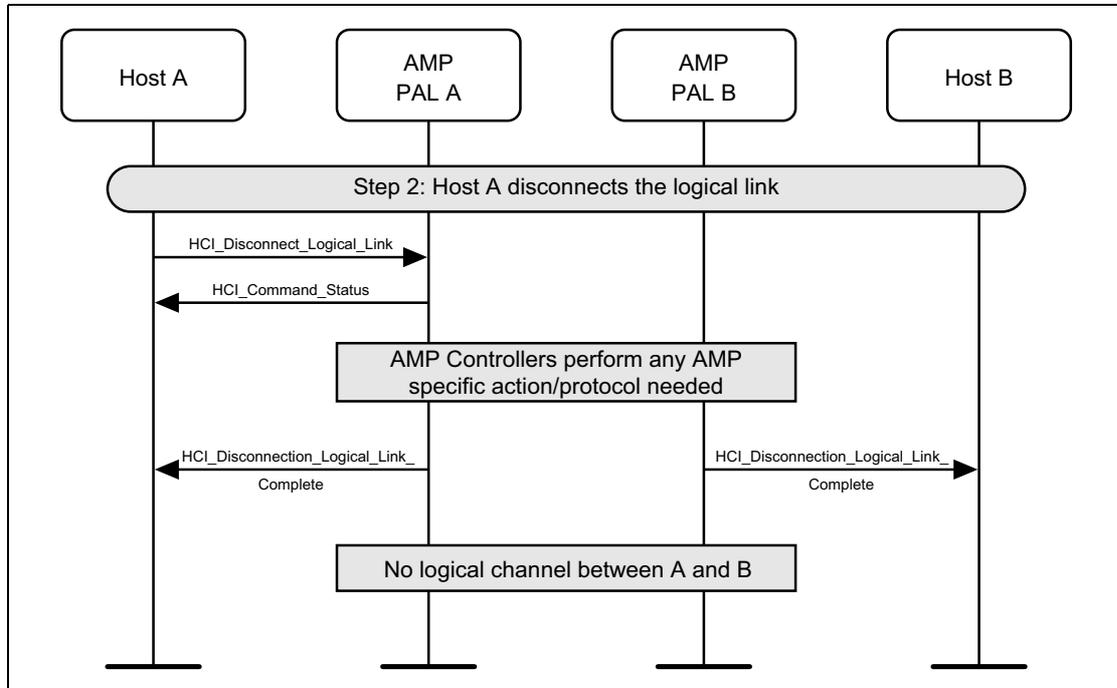 Host A
AMP
PAL A
AMP
PAL B
Host B
Step 2: Host A disconnects the logical link
HCI_Disconnect_Logical_Link
HCI_Command_Status
AMP Controllers perform any AMP
specific action/protocol needed
HCI_Disconnection_Logical_Link_
Complete
HCI_Disconnection_Logical_Link_
Complete
No logical channel between A and B